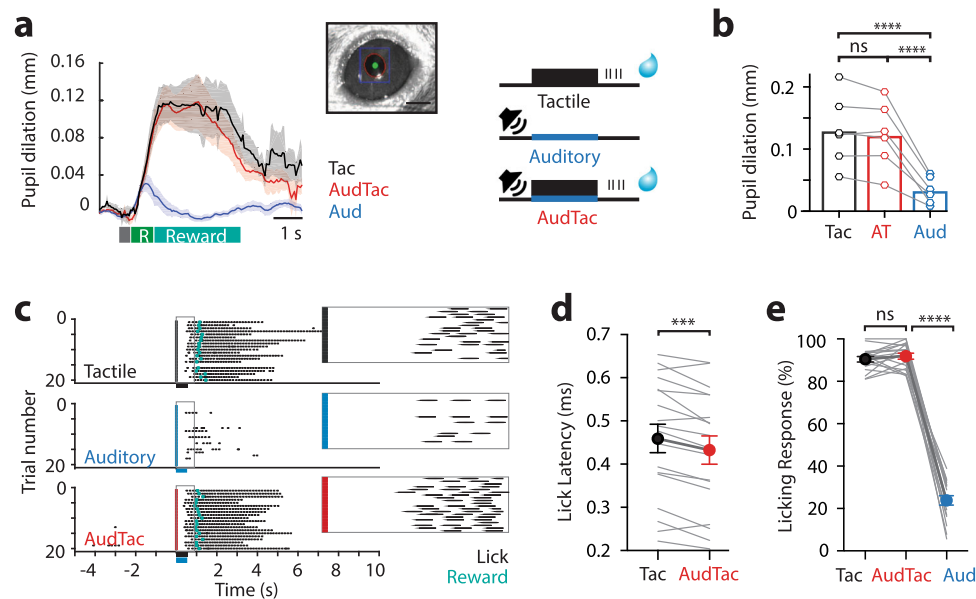 a
Pupil dilation (mm)
0.16
0.12
0.08
0.04
0
Tac
AudTac
Aud
1 s
R
Reward
Tactile
Auditory
AudTac
b
Pupil dilation (mm)
0.2
0.1
0
****
ns
****
Tac
AT
Aud
c
Trial number
0
Tactile
20
0
Auditory
20
0
AudTac
20
-4
-2
0
2
4
6
8
10
Time (s)
Lick
Reward
d
Lick Latency (ms)
0.7
0.6
0.5
0.4
0.3
0.2
***
Tac
AudTac
e
Licking Response (%)
100
80
60
40
20
0
ns
****
Tac
AudTac
Aud